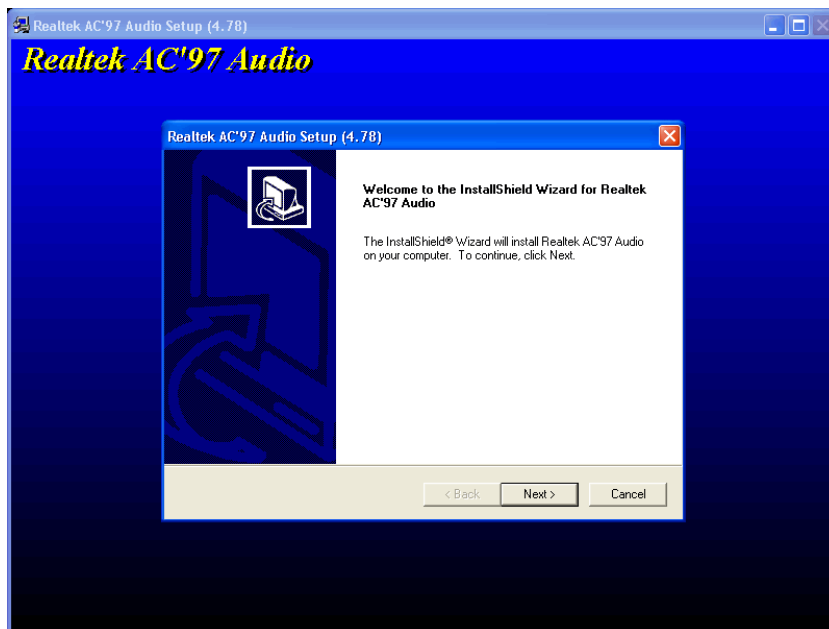 Realtek AC'97 Audio Setup (4.78)
Realtek AC'97 Audio
Realtek AC'97 Audio Setup (4.78)
Welcome to the InstallShield Wizard for Realtek
AC'97 Audio
The InstallShield® Wizard will install Realtek AC'97 Audio
on your computer. To continue, click Next.
< Back
Next >
Cancel